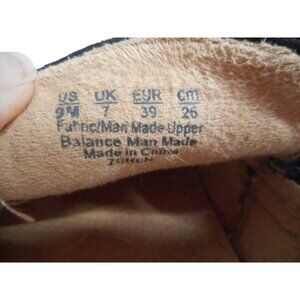 US UK EUR cm
9M 7 39 26
Fabric/Man Made Upper
Balance Man Made
Made in China